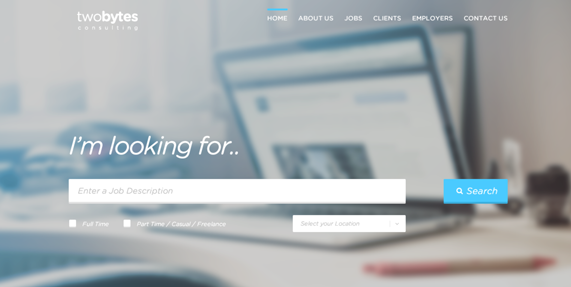 twobytes
consulting
HOME ABOUT US JOBS CLIENTS EMPLOYERS CONTACT US
I'm looking for..
Enter a Job Description
Search
Full Time Part Time / Casual / Freelance Select your Location